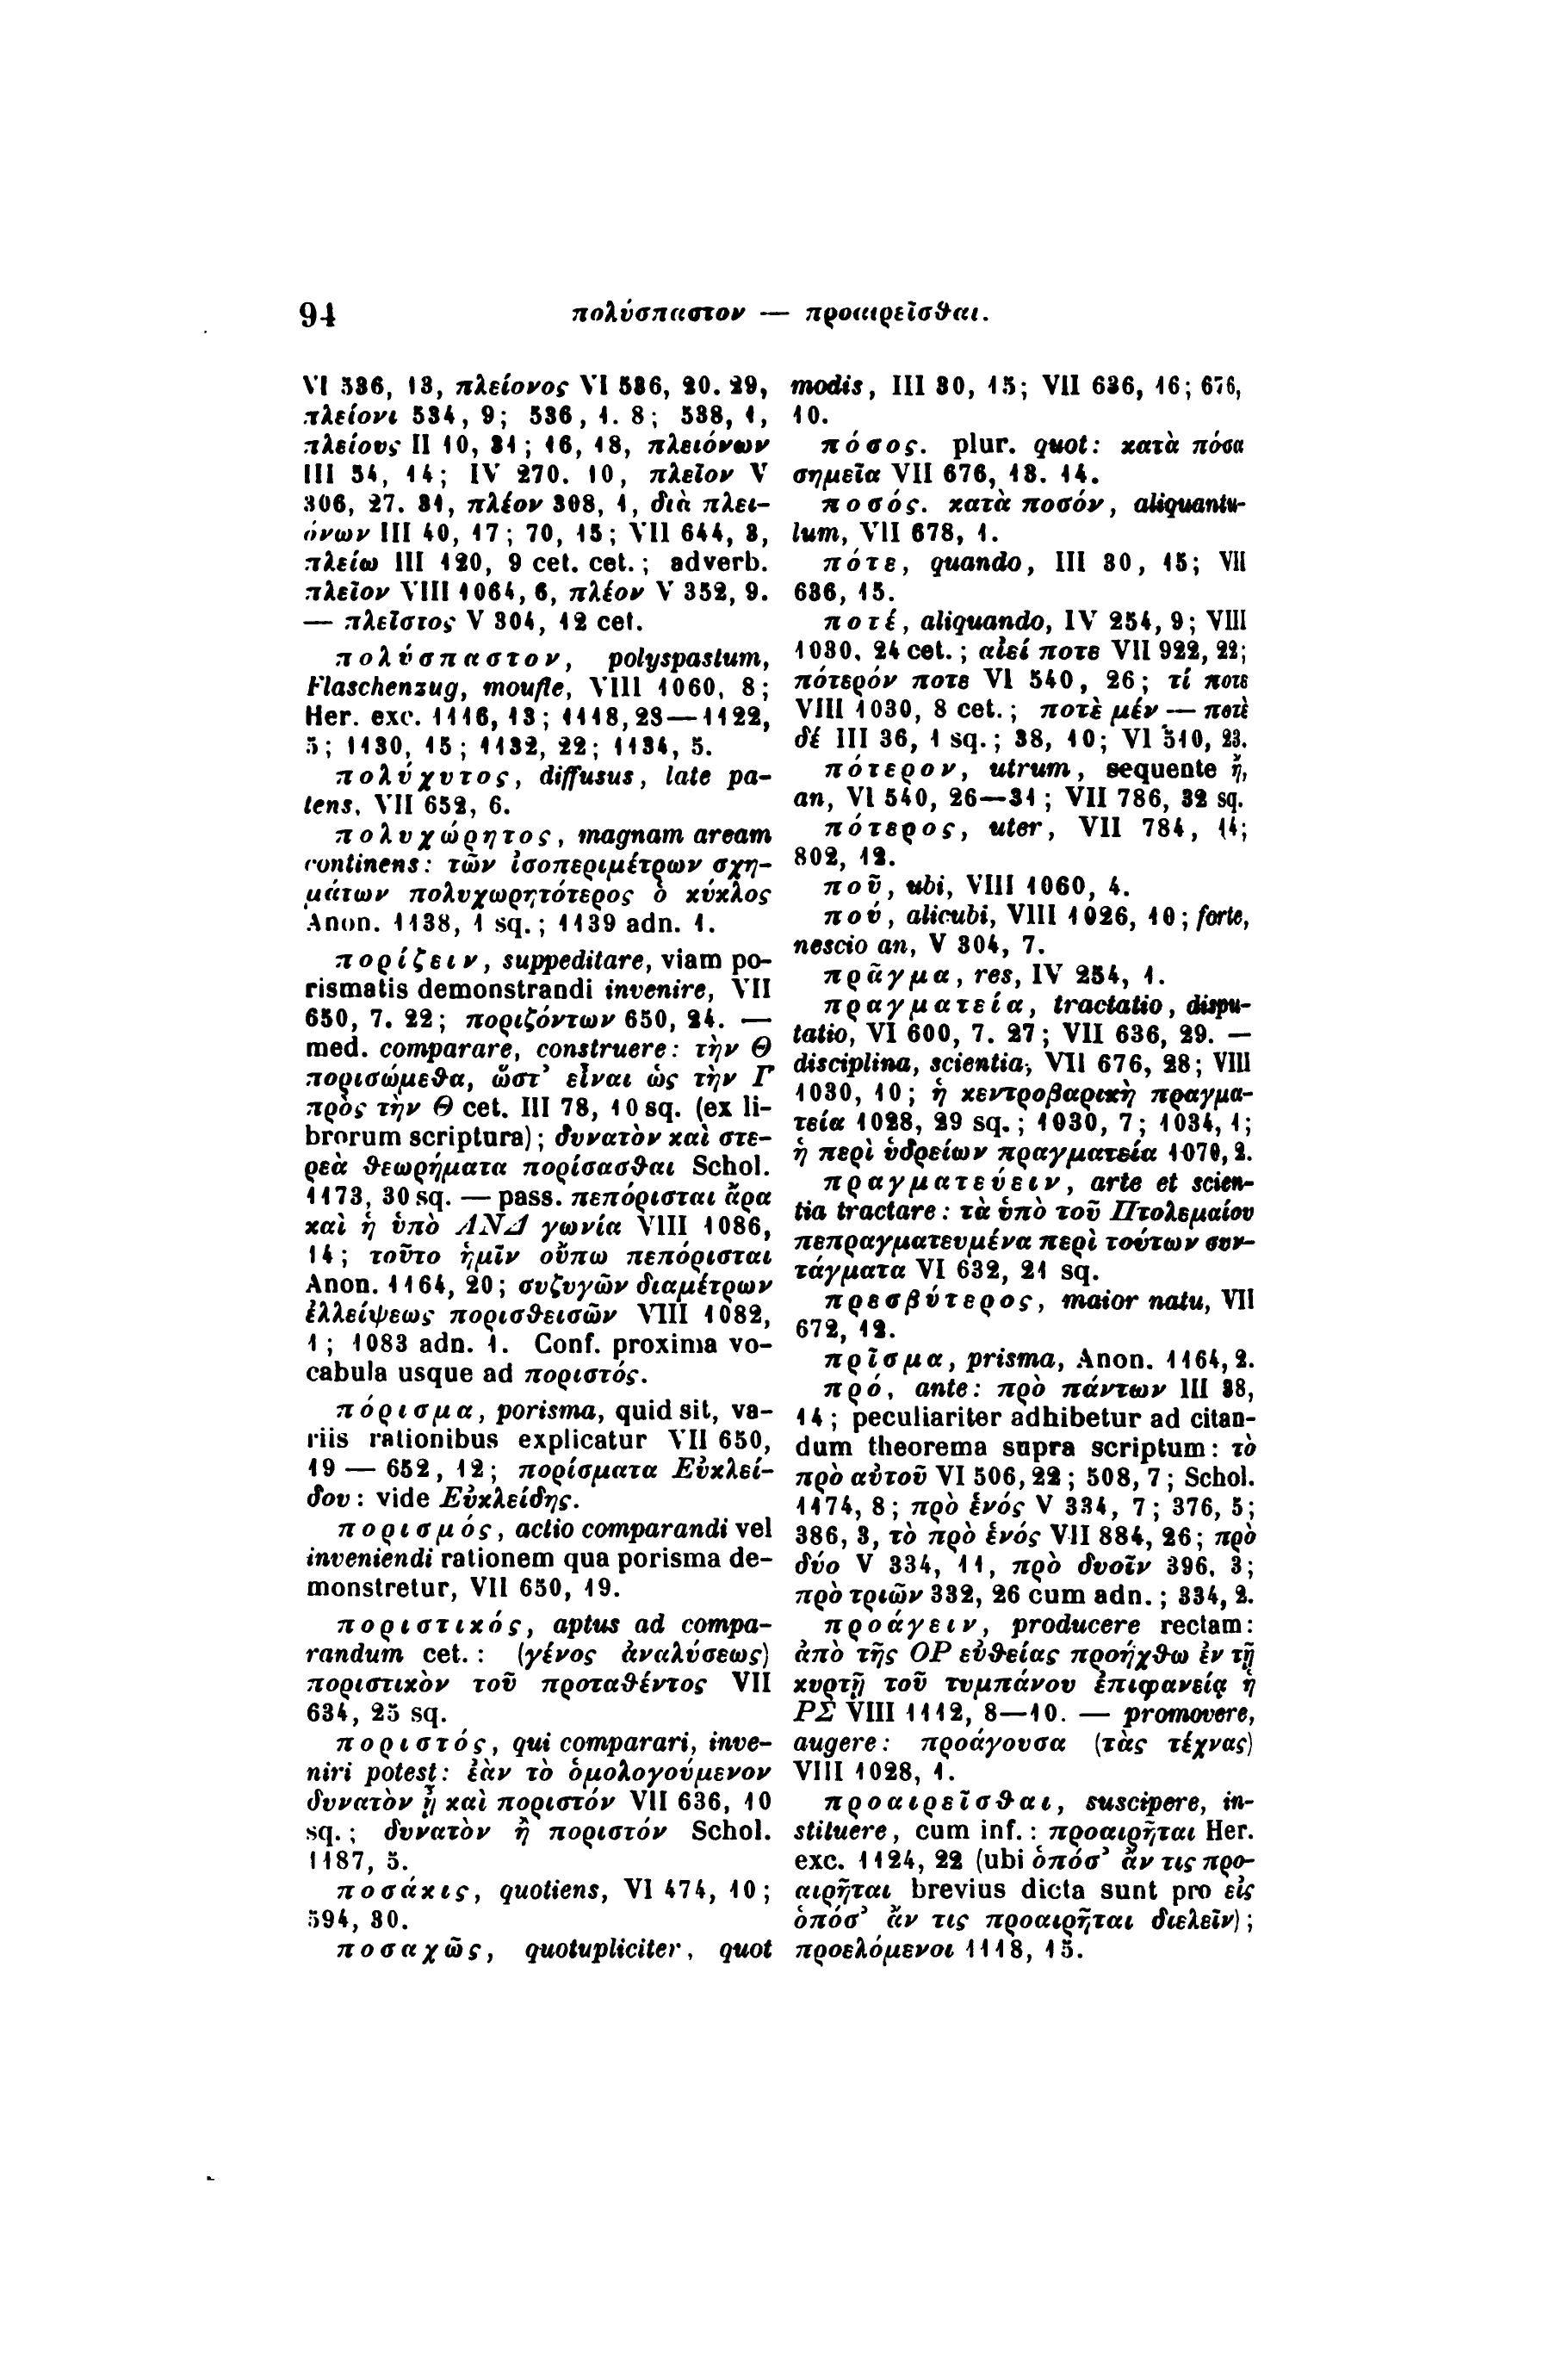 94 πολύσπαστον — προαιρεῖσθαι.
VI 536, 13, πλείονος VI 536, 20. 29,
πλείονι 534, 9; 536, 1. 8; 538, 1,
πλείους II 10, 31; 16, 18, πλειόνων
III 54, 14; IV 270. 10, πλεῖον V
306, 27. 31, πλέον 308, 1, διὰ πλει-
όνων III 40, 17; 70, 15; VII 644, 3,
πλείω III 120, 9 cet. cet.; adverb.
πλεῖον VIII 1064, 6, πλέον V 352, 9.
— πλεῖστος V 304, 12 cet.
πολύσπαστον, polyspastum,
Flaschenzug, moufle, VIII 1060, 8;
Her. exc. 1116, 13; 1118, 28—1122,
5; 1130, 15; 1132, 22; 1134, 5.
πολύχυτος, diffusus, late pa-
tens, VII 652, 6.
πολυχώρητος, magnam aream
continens: τῶν ἰσοπεριμέτρων σχη-
μάτων πολυχωρητότερος ὁ κύκλος
Anon. 1138, 1 sq.; 1139 adn. 1.
πορίζειν, suppeditare, viam po-
rismatis demonstrandi invenire, VII
650, 7. 22; ποριζόντων 650, 24. —
med. comparare, construere: τὴν Θ
πορισώμεθα, ὥστ’ εἶναι ὡς τὴν Γ
πρὸς τὴν Θ cet. III 78, 10 sq. (ex li-
brorum scriptura); δυνατὸν καὶ στε-
ρεὰ θεωρήματα πορίσασθαι Schol.
1173, 30 sq. — pass. πεπόρισται ἄρα
καὶ ἡ ὑπὸ ΛΝΔ γωνία VIII 1086,
14; τοῦτο ἡμῖν οὔπω πεπόρισται
Anon. 1164, 20; συζυγῶν διαμέτρων
ἐλλείψεως πορισθεισῶν VIII 1082,
1; 1083 adn. 1. Conf. proxima vo-
cabula usque ad ποριστός.
πόρισμα, porisma, quid sit, va-
riis rationibus explicatur VII 650,
19 — 652, 12; πορίσματα Εὐκλεί-
δου: vide Εὐκλείδης.
πορισμός, actio comparandi vel
inveniendi rationem qua porisma de-
monstretur, VII 650, 19.
ποριστικός, aptus ad compa-
randum cet.: (γένος ἀναλύσεως)
ποριστικὸν τοῦ προταθέντος VII
634, 25 sq.
ποριστός, qui comparari, inve-
niri potest: ἐὰν τὸ ὁμολογούμενον
δυνατὸν ᾖ καὶ ποριστόν VII 636, 10
sq.; δυνατὸν ἢ ποριστόν Schol.
1187, 5.
ποσάκις, quotiens, VI 474, 10;
594, 30.
ποσαχῶς, quotupliciter, quot
modis, III 30, 15; VII 636, 16; 676,
10.
πόσος. plur. quot: κατὰ πόσα
σημεῖα VII 676, 13. 14.
ποσός. κατὰ ποσόν, aliquantu-
lum, VII 678, 1.
πότε, quando, III 30, 15; VII
636, 15.
ποτέ, aliquando, IV 254, 9; VIII
1030, 24 cet.; αἰεί ποτε VII 922, 22;
πότερόν ποτε VI 540, 26; τί ποτε
VIII 1030, 8 cet.; ποτὲ μέν — ποτὲ
δέ III 36, 1 sq.; 38, 10; VI 510, 23.
πότερον, utrum, sequente ἤ,
an, VI 540, 26—31; VII 786, 32 sq.
πότερος, uter, VII 784, 14;
802, 12.
ποῦ, ubi, VIII 1060, 4.
πού, alicubi, VIII 1026, 10; forte,
nescio an, V 304, 7.
πρᾶγμα, res, IV 254, 1.
πραγματεία, tractatio, dispu-
tatio, VI 600, 7. 27; VII 636, 29. —
disciplina, scientia, VII 676, 28; VIII
1030, 10; ἡ κεντροβαρικὴ πραγμα-
τεία 1028, 29 sq.; 1030, 7; 1034, 1;
ἡ περὶ ὑδρείων πραγματεία 1070, 2.
πραγματεύειν, arte et scien-
tia tractare: τὰ ὑπὸ τοῦ Πτολεμαίου
πεπραγματευμένα περὶ τούτων συν-
τάγματα VI 632, 21 sq.
πρεσβύτερος, maior natu, VII
672, 12.
πρῖσμα, prisma, Anon. 1164, 2.
πρό, ante: πρὸ πάντων III 38,
14; peculiariter adhibetur ad citan-
dum theorema supra scriptum: τὸ
πρὸ αὐτοῦ VI 506, 22; 508, 7; Schol.
1174, 8; πρὸ ἑνός V 334, 7; 376, 5;
386, 3, τὸ πρὸ ἑνός VII 884, 26; πρὸ
δύο V 334, 11, πρὸ δυοῖν 396, 3;
πρὸ τριῶν 332, 26 cum adn.; 334, 2.
προάγειν, producere rectam:
ἀπὸ τῆς ΟΡ εὐθείας προήχθω ἐν τῇ
κυρτῇ τοῦ τυμπάνου ἐπιφανείᾳ ἡ
ΡΣ VIII 1112, 8—10. — promovere,
augere: προάγουσα (τὰς τέχνας)
VIII 1028, 1.
προαιρεῖσθαι, suscipere, in-
stituere, cum inf.: προαιρῆται Her.
exc. 1124, 22 (ubi ὁπόσ’ ἄν τις προ-
αιρῆται brevius dicta sunt pro εἰς
ὁπόσ’ ἄν τις προαιρῆται διελεῖν);
προελόμενοι 1118, 15.